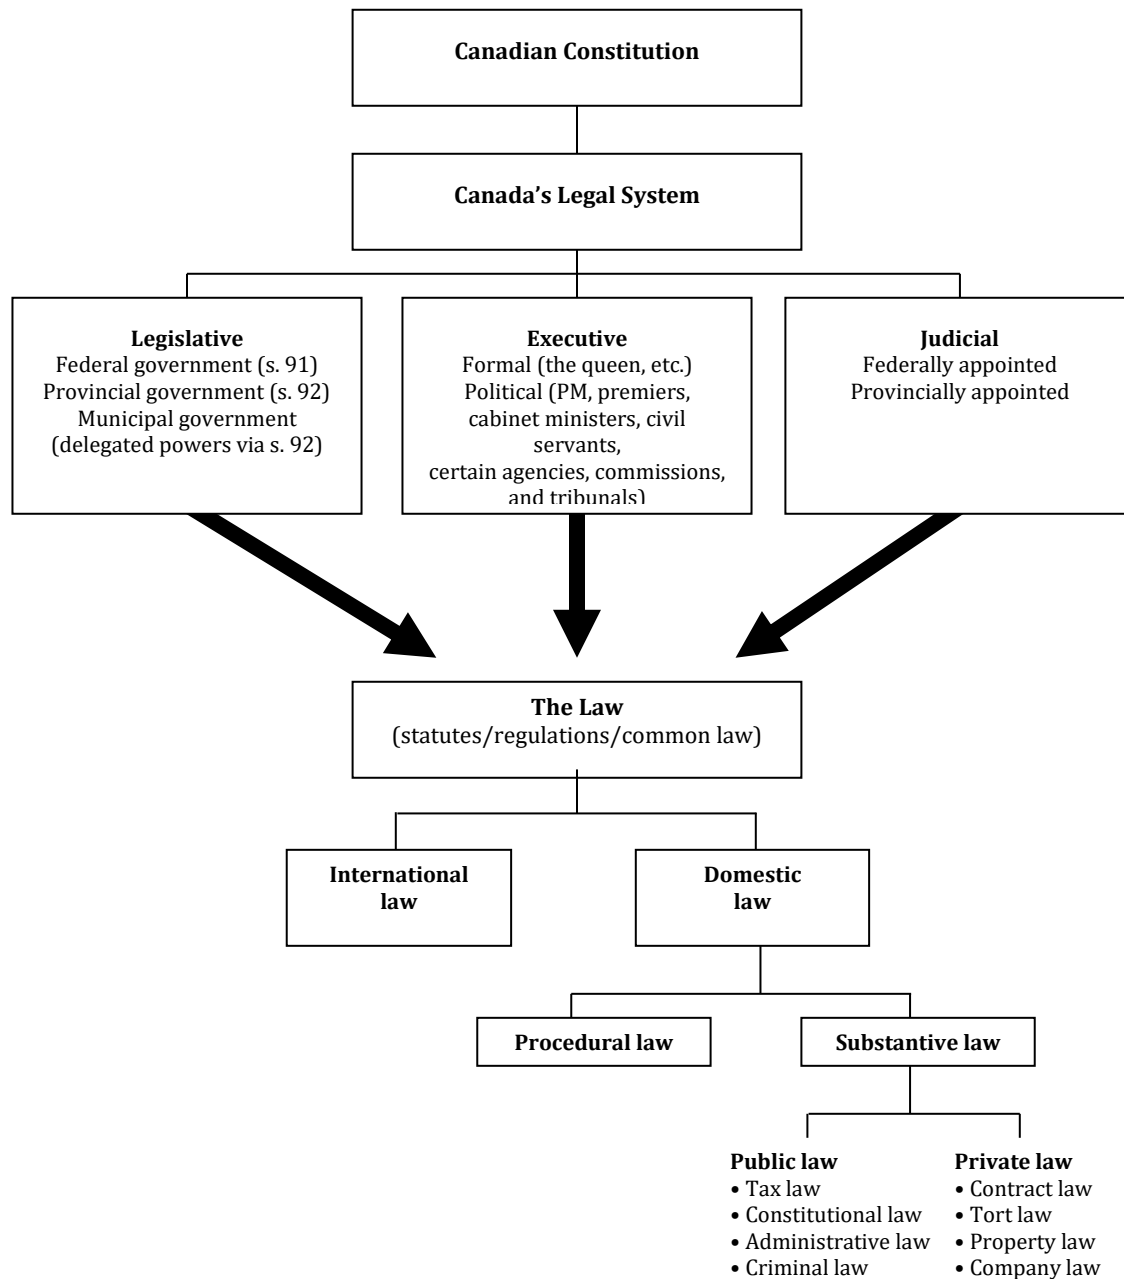 Canadian Constitution
Canada’s Legal System
Legislative
Federal government (s. 91)
Provincial government (s. 92)
Municipal government
(delegated powers via s. 92)
Executive
Formal (the queen, etc.)
Political (PM, premiers,
cabinet ministers, civil
servants,
certain agencies, commissions,
and tribunals)
Judicial
Federally appointed
Provincially appointed
The Law
(statutes/regulations/common law)
International
law
Domestic
law
Procedural law
Substantive law
Public law
• Tax law
• Constitutional law
• Administrative law
• Criminal law
Private law
• Contract law
• Tort law
• Property law
• Company law